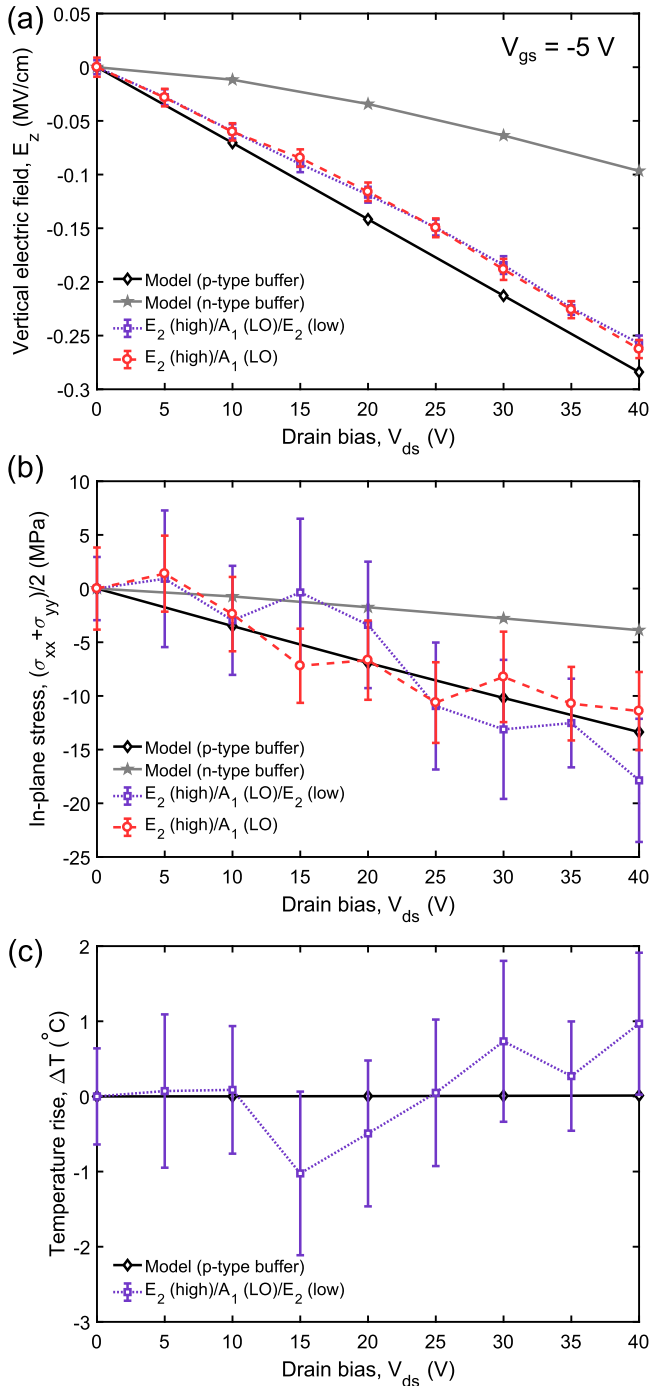 (a)
V_gs = -5 V
0.05
0
-0.05
-0.1
-0.15
-0.2
-0.25
-0.3
Vertical electric field, E_z (MV/cm)
Model (p-type buffer)
Model (n-type buffer)
E_2 (high)/A_1 (LO)/E_2 (low)
E_2 (high)/A_1 (LO)
0 5 10 15 20 25 30 35 40
Drain bias, V_ds (V)
(b)
10
5
0
-5
-10
-15
-20
-25
In-plane stress, (σ_xx+σ_yy)/2 (MPa)
Model (p-type buffer)
Model (n-type buffer)
E_2 (high)/A_1 (LO)/E_2 (low)
E_2 (high)/A_1 (LO)
0 5 10 15 20 25 30 35 40
Drain bias, V_ds (V)
(c)
2
1
0
-1
-2
-3
Temperature rise, ΔT (°C)
Model (p-type buffer)
E_2 (high)/A_1 (LO)/E_2 (low)
0 5 10 15 20 25 30 35 40
Drain bias, V_ds (V)